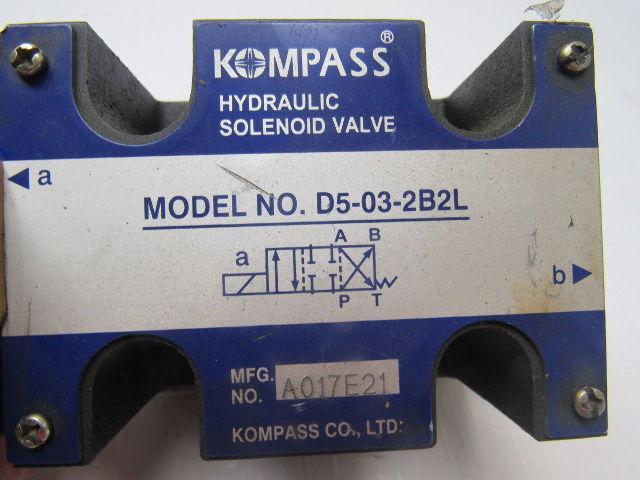 KOMPASS®
HYDRAULIC
SOLENOID VALVE
a
MODEL NO. D5-03-2B2L
A B
a
b
P T
MFG.
NO. A017E21
KOMPASS CO., LTD: